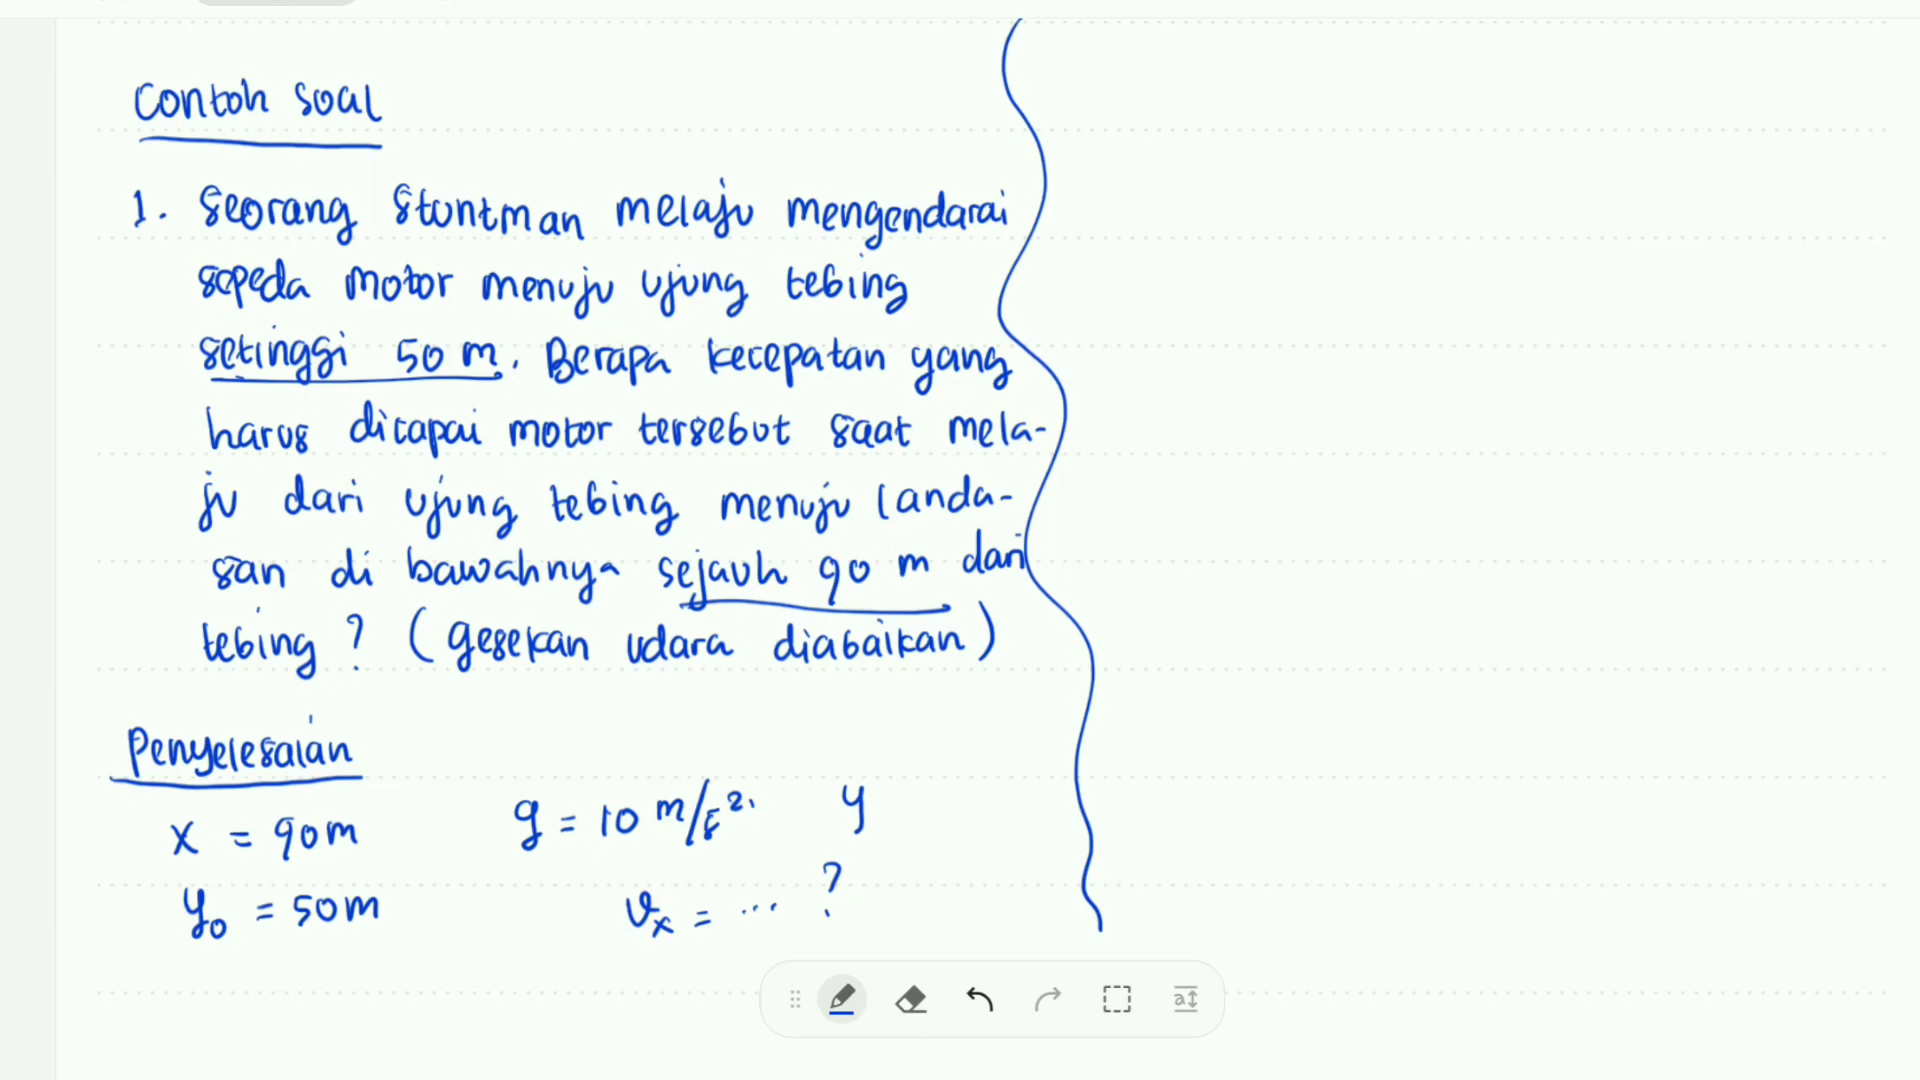 Contoh soal
1. Seorang Stuntman melaju mengendarai
sepeda motor menuju ujung tebing
setinggi 50 m. Berapa kecepatan yang
harus dicapai motor tersebut saat mela-
ju dari ujung tebing menuju landa-
san di bawahnya sejauh 90 m dari
tebing? (gesekan udara diabaikan)
Penyelesaian
x = 90 m g = 10 m/s² y
y₀ = 50 m vₓ = ... ?